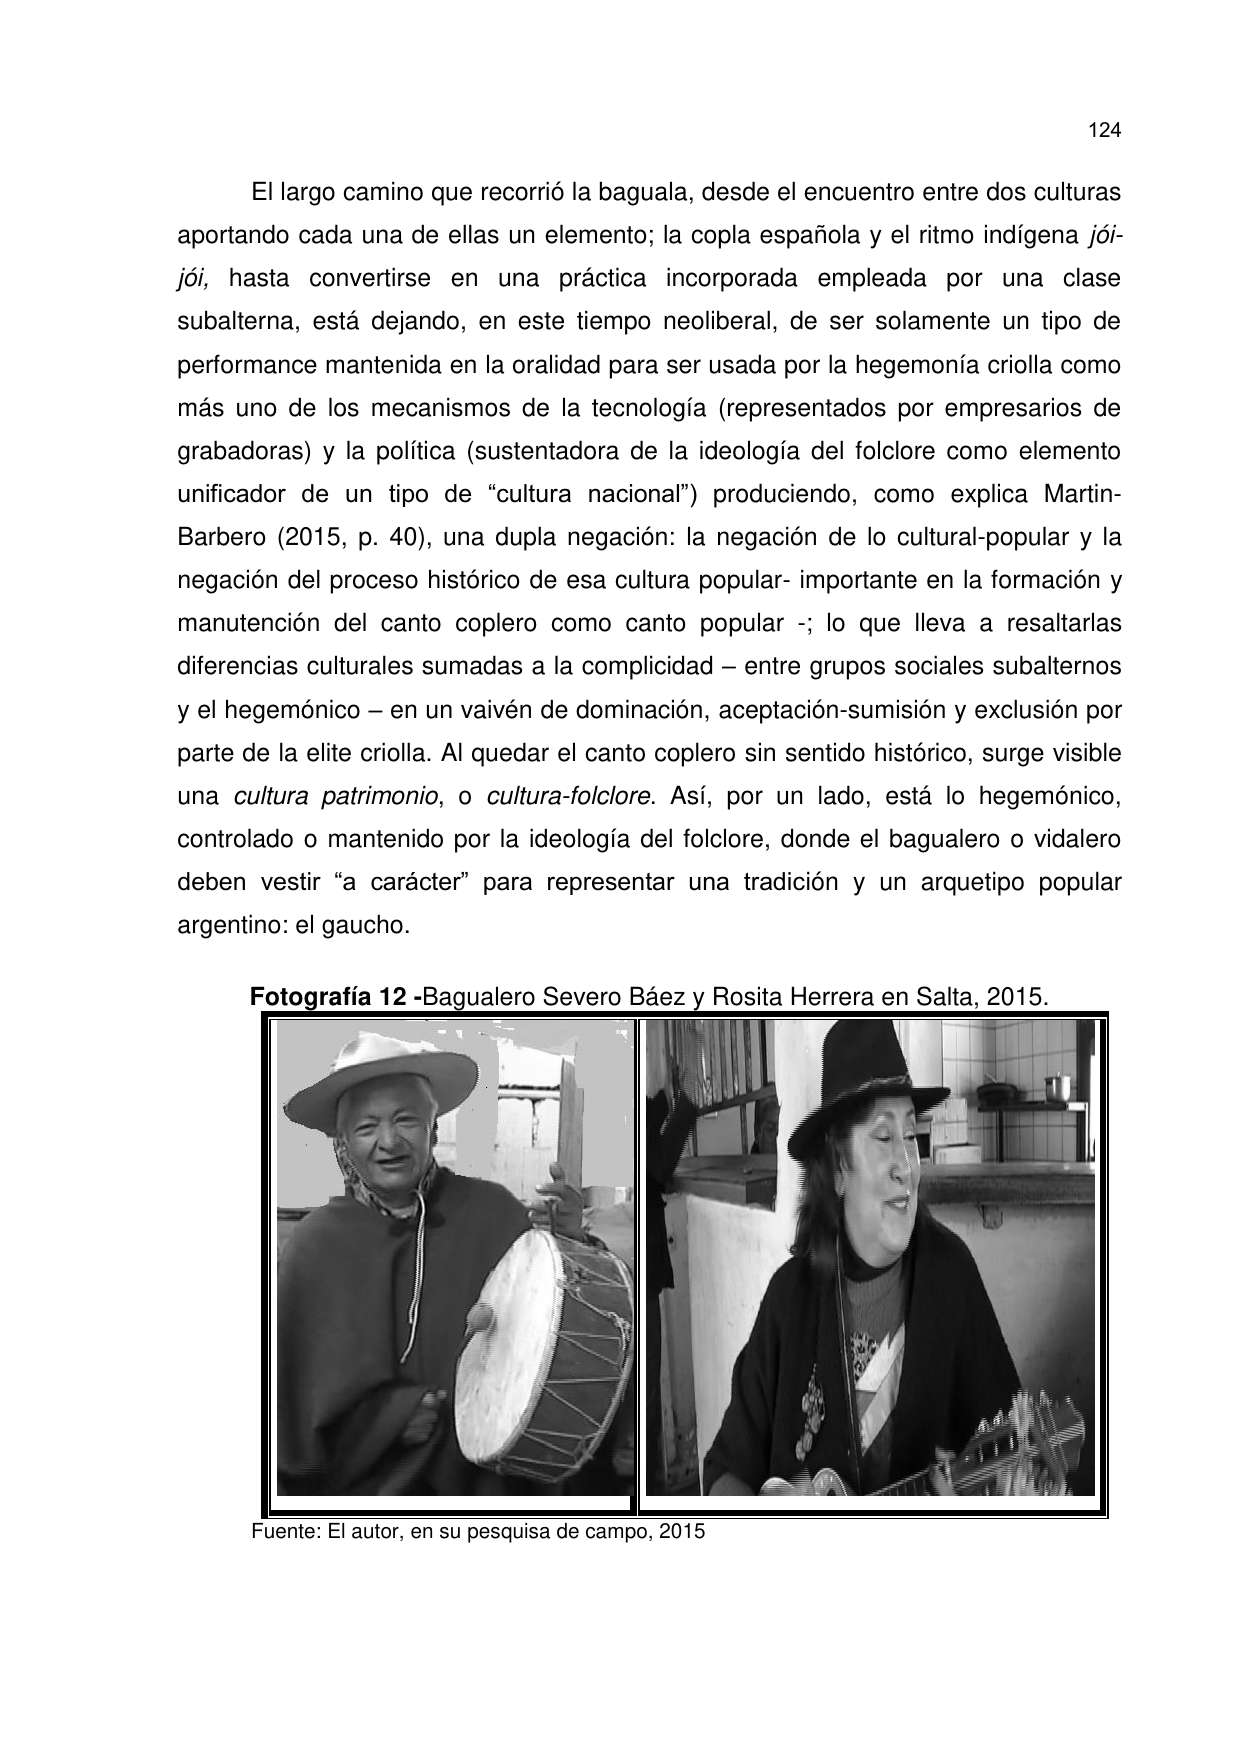 124
El largo camino que recorrió la baguala, desde el encuentro entre dos culturas
aportando cada una de ellas un elemento; la copla española y el ritmo indígena jói-
jói, hasta convertirse en una práctica incorporada empleada por una clase
subalterna, está dejando, en este tiempo neoliberal, de ser solamente un tipo de
performance mantenida en la oralidad para ser usada por la hegemonía criolla como
más uno de los mecanismos de la tecnología (representados por empresarios de
grabadoras) y la política (sustentadora de la ideología del folclore como elemento
unificador de un tipo de “cultura nacional”) produciendo, como explica Martin-
Barbero (2015, p. 40), una dupla negación: la negación de lo cultural-popular y la
negación del proceso histórico de esa cultura popular- importante en la formación y
manutención del canto coplero como canto popular -; lo que lleva a resaltarlas
diferencias culturales sumadas a la complicidad – entre grupos sociales subalternos
y el hegemónico – en un vaivén de dominación, aceptación-sumisión y exclusión por
parte de la elite criolla. Al quedar el canto coplero sin sentido histórico, surge visible
una cultura patrimonio, o cultura-folclore. Así, por un lado, está lo hegemónico,
controlado o mantenido por la ideología del folclore, donde el bagualero o vidalero
deben vestir “a carácter” para representar una tradición y un arquetipo popular
argentino: el gaucho.
Fotografía 12 -Bagualero Severo Báez y Rosita Herrera en Salta, 2015.
Fuente: El autor, en su pesquisa de campo, 2015